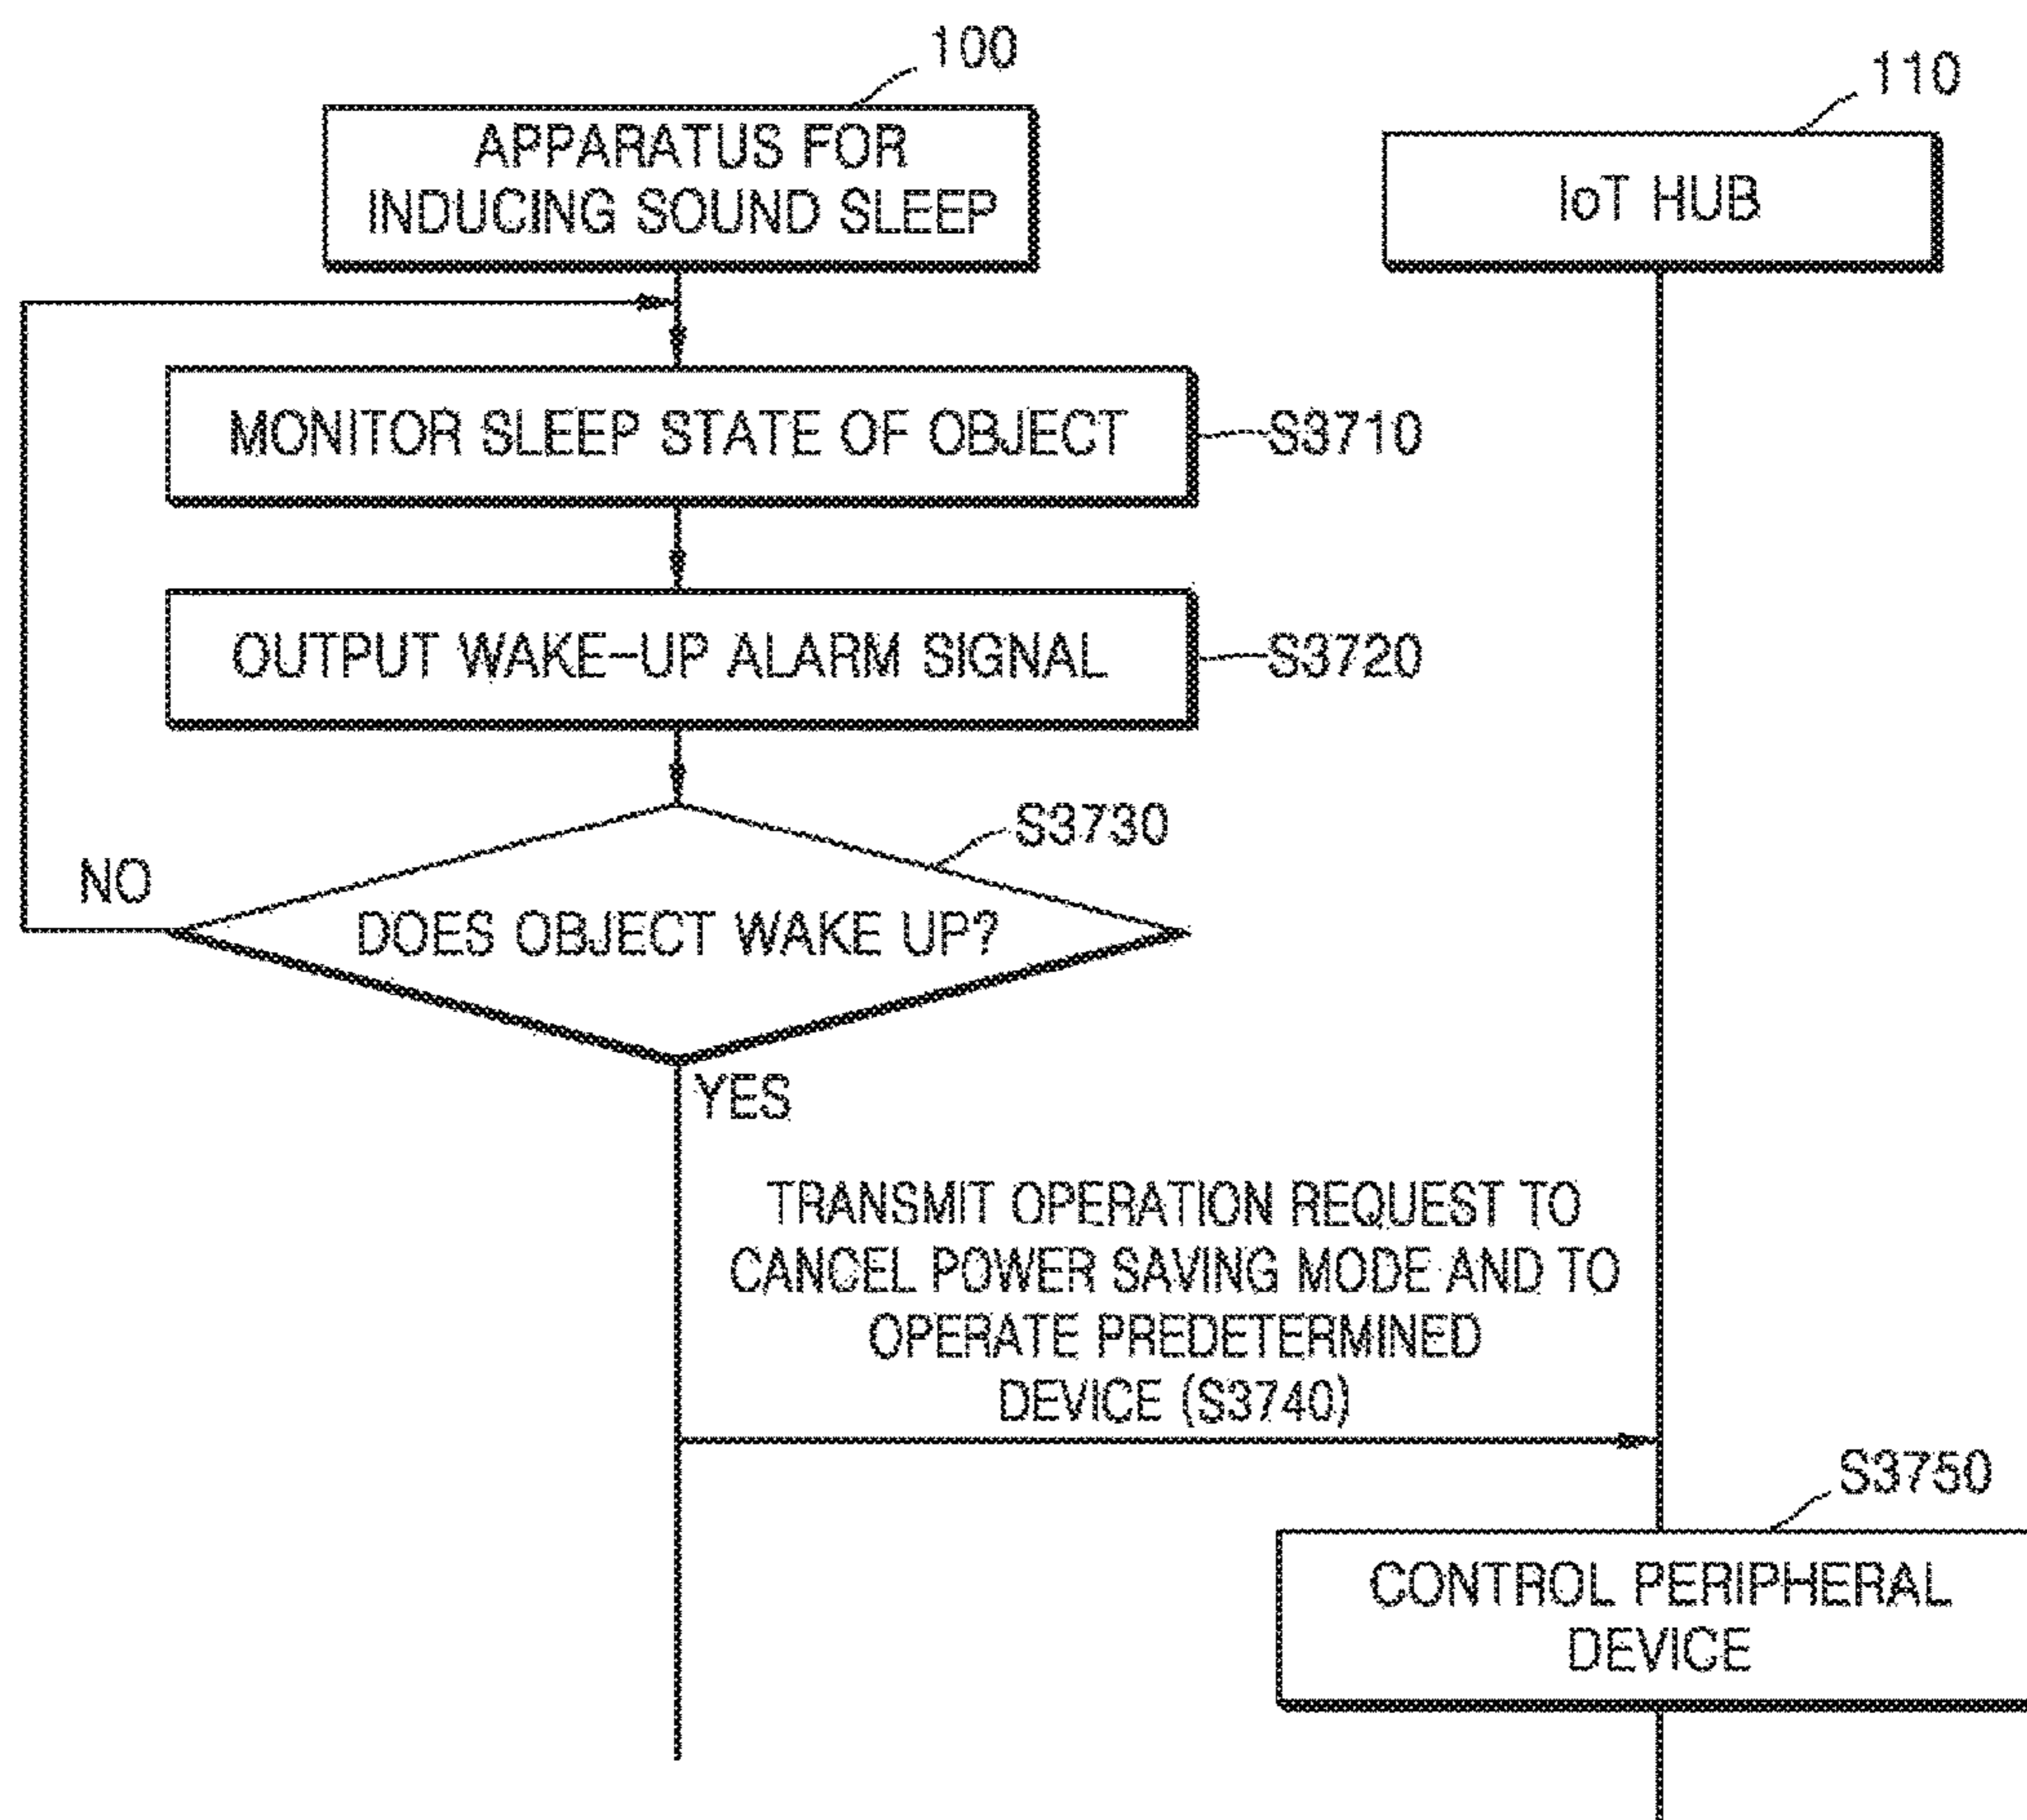 100
APPARATUS FOR
INDUCING SOUND SLEEP
110
IoT HUB
MONITOR SLEEP STATE OF OBJECT
S3710
OUTPUT WAKE-UP ALARM SIGNAL
S3720
S3730
NO
DOES OBJECT WAKE UP?
YES
TRANSMIT OPERATION REQUEST TO
CANCEL POWER SAVING MODE AND TO
OPERATE PREDETERMINED
DEVICE (S3740)
S3750
CONTROL PERIPHERAL
DEVICE